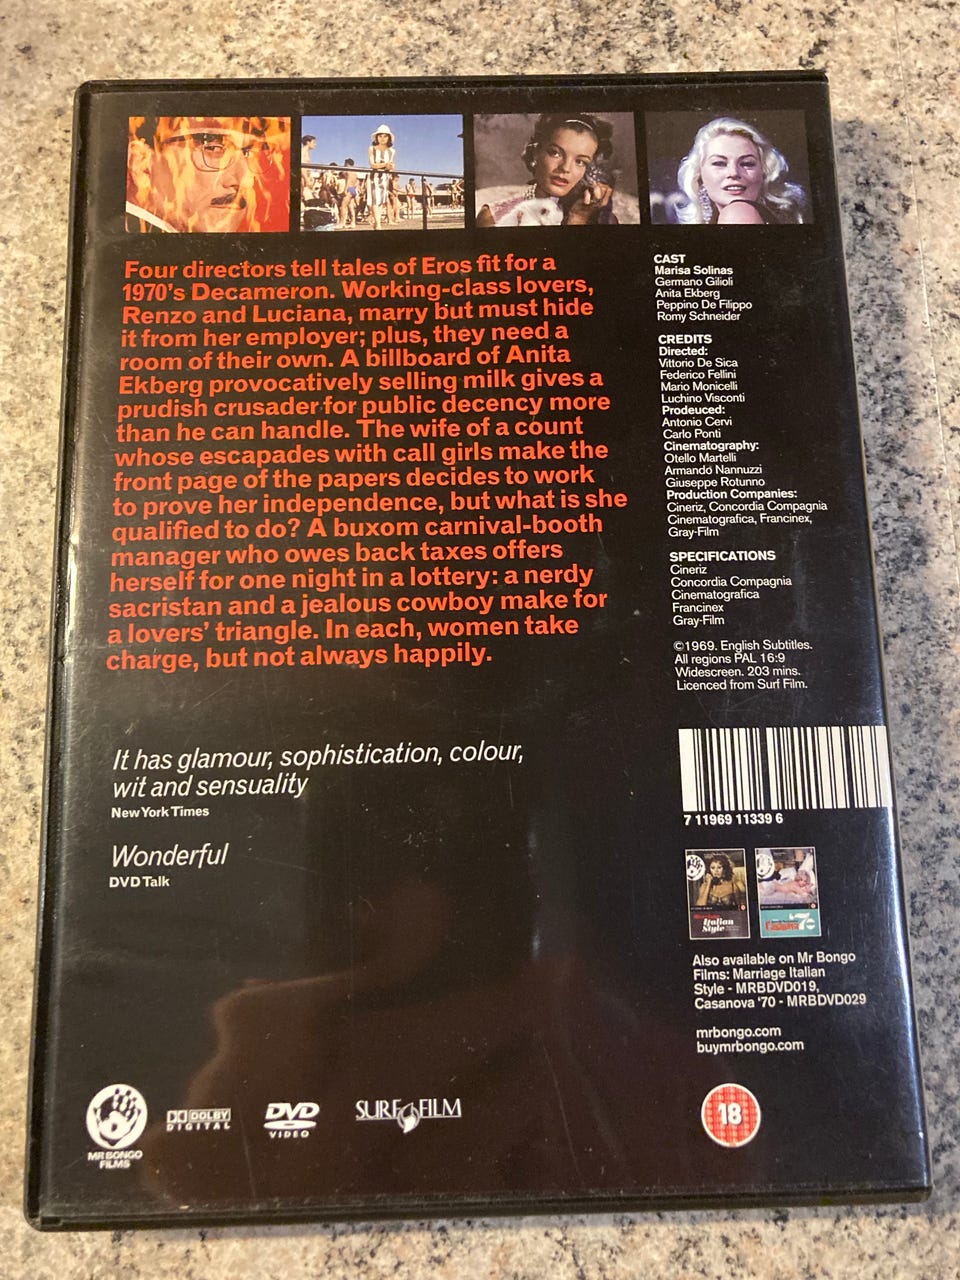 Four directors tell tales of Eros fit for a
1970's Decameron. Working-class lovers,
Renzo and Luciana, marry but must hide
it from her employer; plus, they need a
room of their own. A billboard of Anita
Ekberg provocatively selling milk gives a
prudish crusader for public decency more
than he can handle. The wife of a count
whose escapades with call girls make the
front page of the papers decides to work
to prove her independence, but what is she
qualified to do? A buxom carnival-booth
manager who owes back taxes offers
herself for one night in a lottery: a nerdy
sacristan and a jealous cowboy make for
a lovers' triangle. In each, women take
charge, but not always happily.
It has glamour, sophistication, colour,
wit and sensuality
New York Times
Wonderful
DVD Talk
CAST
Marisa Solinas
Germano Gilioli
Anita Ekberg
Peppino De Filippo
Romy Schneider
CREDITS
Directed:
Vittorio De Sica
Federico Fellini
Mario Monicelli
Luchino Visconti
Prodeuced:
Antonio Cervi
Carlo Ponti
Cinematography:
Otello Martelli
Armando Nannuzzi
Giuseppe Rotunno
Production Companies:
Cineriz, Concordia Compagnia
Cinematografica, Francinex,
Gray-Film
SPECIFICATIONS
Cineriz
Concordia Compagnia
Cinematografica
Francinex
Gray-Film
©1969. English Subtitles.
All regions PAL 16:9
Widescreen. 203 mins.
Licenced from Surf Film.
7 11969 11339 6
Italian
Style
Casanova '70
Also available on Mr Bongo
Films: Marriage Italian
Style - MRBDVD019,
Casanova '70 - MRBDVD029
mrbongo.com
buymrbongo.com
MR BONGO
FILMS
DOLBY
DIGITAL
DVD
VIDEO
SURF FILM
18